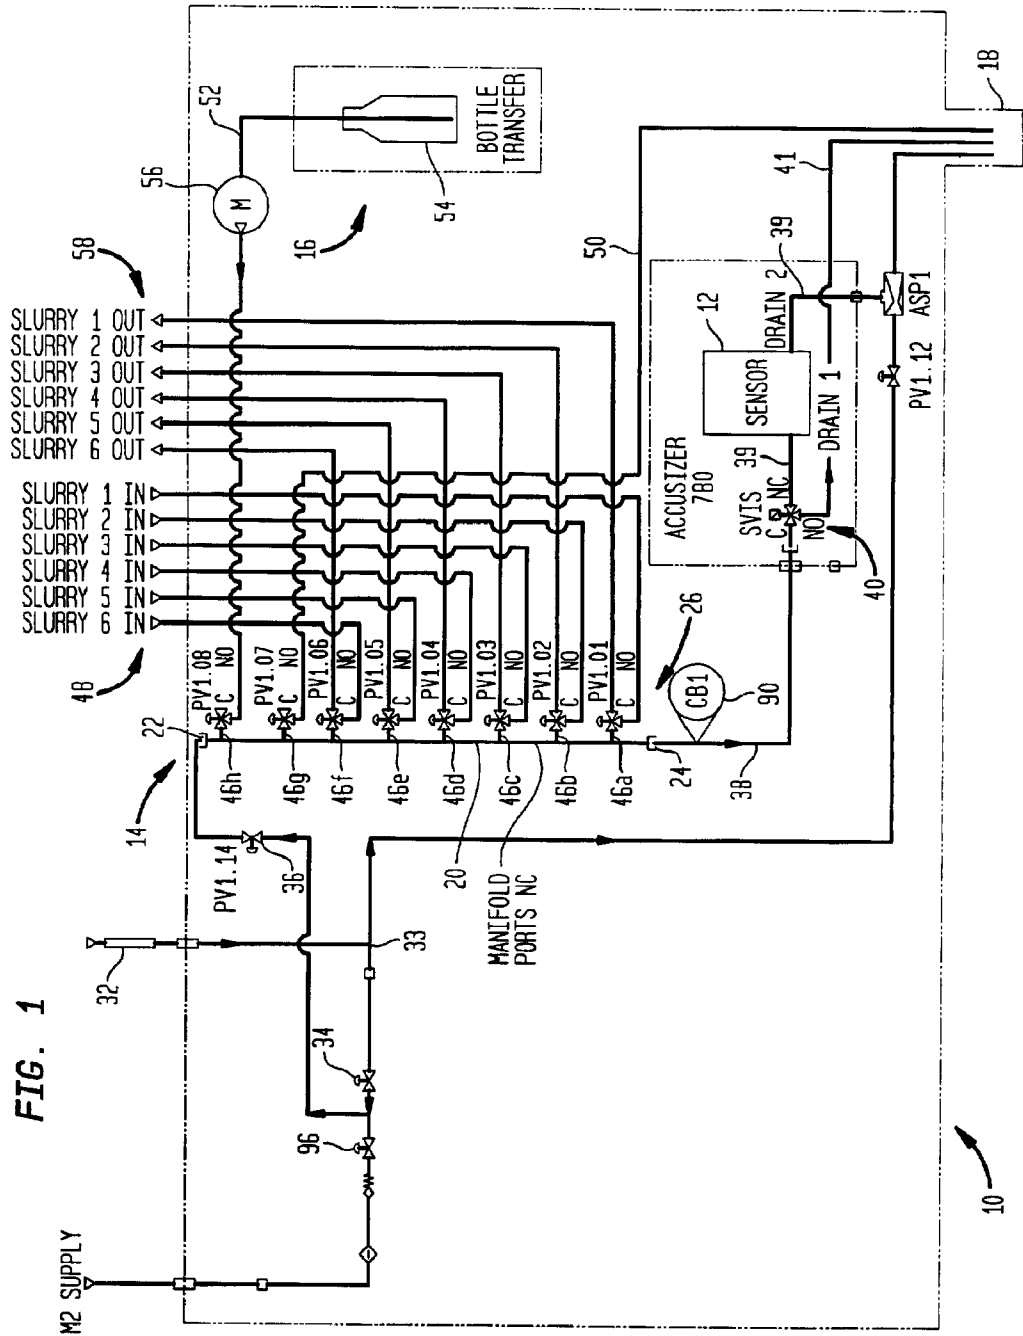 FIG. 1
M2 SUPPLY
96
34
32
33
PV1.14
36
14
22
48
58
SLURRY 1 OUT
SLURRY 2 OUT
SLURRY 3 OUT
SLURRY 4 OUT
SLURRY 5 OUT
SLURRY 6 OUT
SLURRY 1 IN
SLURRY 2 IN
SLURRY 3 IN
SLURRY 4 IN
SLURRY 5 IN
SLURRY 6 IN
56
M
52
16
54
BOTTLE
TRANSFER
PV1.08
C NO
46h
PV1.07
C NO
46g
PV1.06
C NO
46f
PV1.05
C NO
46e
PV1.04
C NO
46d
PV1.03
C NO
46c
PV1.02
C NO
46b
PV1.01
C NO
46a
20
MANIFOLD
PORTS NC
24
26
CB1
90
38
50
ACCUSIZER
780
12
SENSOR
DRAIN 2
39
39
SVIS
C NC
NO
DRAIN 1
40
41
PV1.12
ASP1
18
10